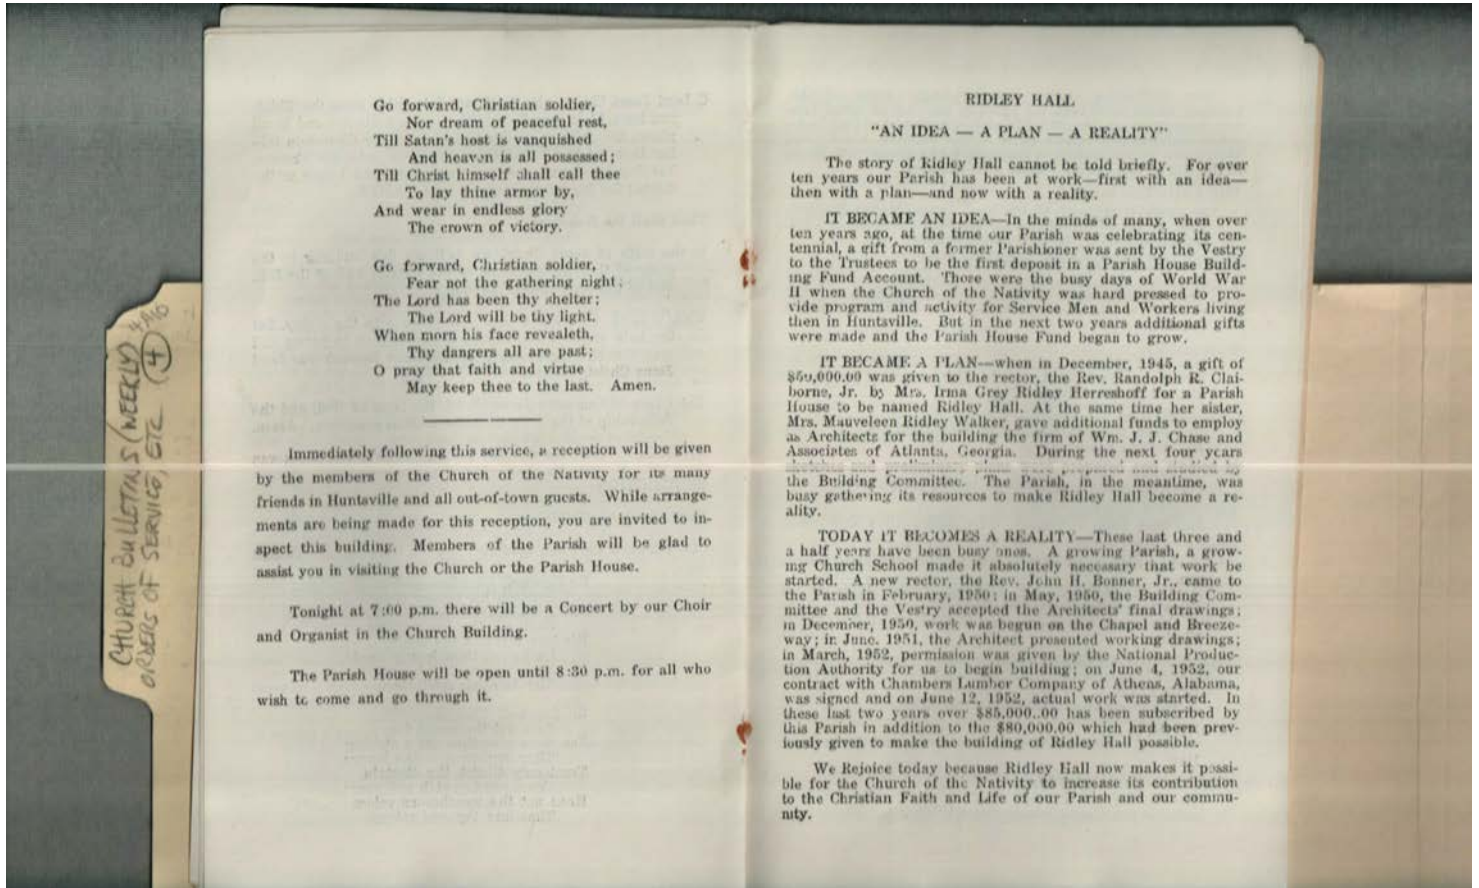 CHURCH BULLETINS (WEEKLY)
ORDERS OF SERVICE, ETC
4
Go forward, Christian soldier,
Nor dream of peaceful rest,
Till Satan's host is vanquished
And heaven is all possessed;
Till Christ himself shall call thee
To lay thine armor by,
And wear in endless glory
The crown of victory.
Go forward, Christian soldier,
Fear not the gathering night;
The Lord has been thy shelter;
The Lord will be thy light.
When morn his face revealeth,
Thy dangers all are past;
O pray that faith and virtue
May keep thee to the last. Amen.
Immediately following this service, a reception will be given
by the members of the Church of the Nativity for its many
friends in Huntsville and all out-of-town guests. While arrange-
ments are being made for this reception, you are invited to in-
spect this building. Members of the Parish will be glad to
assist you in visiting the Church or the Parish House.
Tonight at 7:00 p.m. there will be a Concert by our Choir
and Organist in the Church Building.
The Parish House will be open until 8:30 p.m. for all who
wish to come and go through it.
RIDLEY HALL
"AN IDEA — A PLAN — A REALITY"
The story of Ridley Hall cannot be told briefly. For over
ten years our Parish has been at work—first with an idea—
then with a plan—and now with a reality.
IT BECAME AN IDEA—In the minds of many, when over
ten years ago, at the time our Parish was celebrating its cen-
tennial, a gift from a former Parishioner was sent by the Vestry
to the Trustees to be the first deposit in a Parish House Build-
ing Fund Account. Those were the busy days of World War
II when the Church of the Nativity was hard pressed to pro-
vide program and activity for Service Men and Workers living
then in Huntsville. But in the next two years additional gifts
were made and the Parish House Fund began to grow.
IT BECAME A PLAN—when in December, 1945, a gift of
$50,000.00 was given to the rector, the Rev. Randolph R. Clai-
borne, Jr. by Mrs. Irma Grey Ridley Herreshoff for a Parish
House to be named Ridley Hall. At the same time her sister,
Mrs. Mauveleen Ridley Walker, gave additional funds to employ
as Architects for the building the firm of Wm. J. J. Chase and
Associates of Atlanta, Georgia. During the next four years
sketches and preliminary plans were prepared and studied by
the Building Committee. The Parish, in the meantime, was
busy gathering its resources to make Ridley Hall become a re-
ality.
TODAY IT BECOMES A REALITY—These last three and
a half years have been busy ones. A growing Parish, a grow-
ing Church School made it absolutely necessary that work be
started. A new rector, the Rev. John H. Bonner, Jr., came to
the Parish in February, 1950; in May, 1950, the Building Com-
mittee and the Vestry accepted the Architects' final drawings;
in December, 1950, work was begun on the Chapel and Breeze-
way; in June, 1951, the Architect presented working drawings;
in March, 1952, permission was given by the National Produc-
tion Authority for us to begin building; on June 4, 1952, our
contract with Chambers Lumber Company of Athens, Alabama,
was signed and on June 12, 1952, actual work was started. In
these last two years over $85,000..00 has been subscribed by
this Parish in addition to the $80,000.00 which had been prev-
iously given to make the building of Ridley Hall possible.
We Rejoice today because Ridley Hall now makes it possi-
ble for the Church of the Nativity to increase its contribution
to the Christian Faith and Life of our Parish and our commu-
nity.